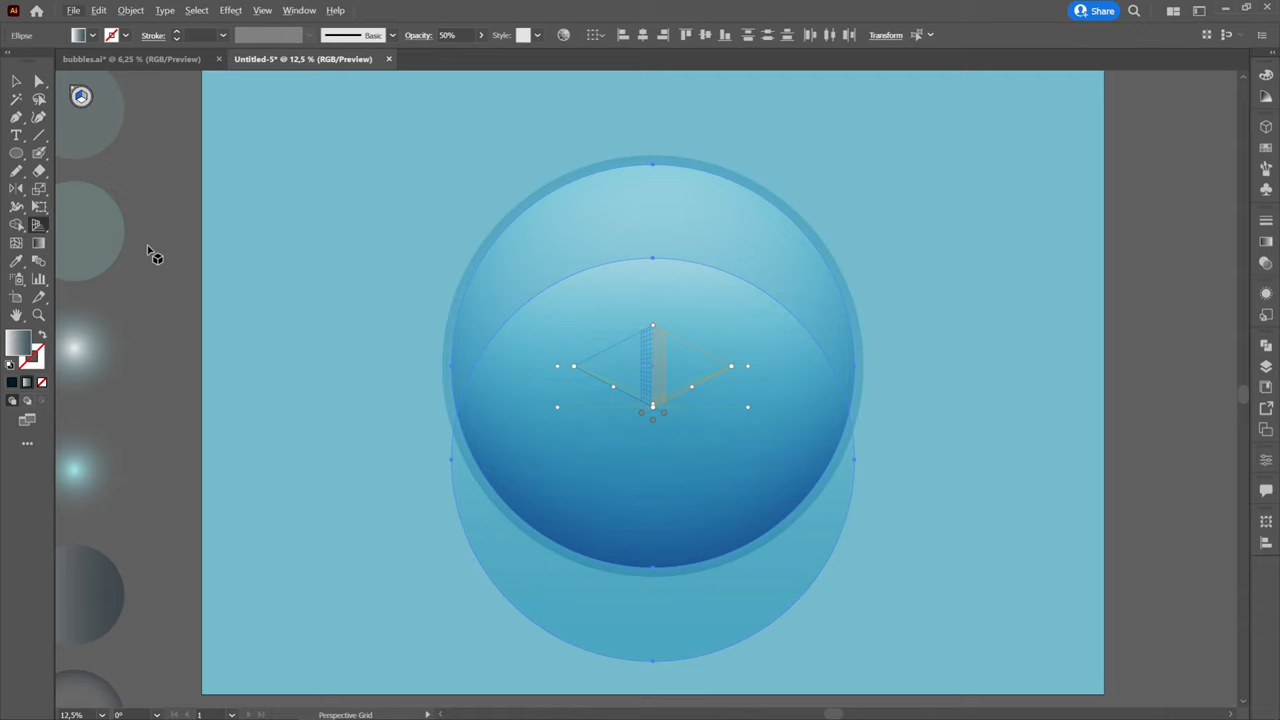 Ai File Edit Object Type Select Effect View Window Help Share
Ellipse Stroke: Basic Opacity: 50% Style: Transform
bubbles.ai* @ 6,25 % (RGB/Preview) × Untitled-5* @ 12,5 % (RGB/Preview) ×
T
12,5% 0° 1 Perspective Grid